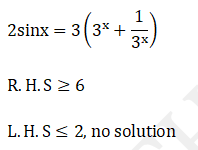 2sinx = 3(3ˣ + 1/3ˣ)
R. H. S ≥ 6
L. H. S ≤ 2, no solution